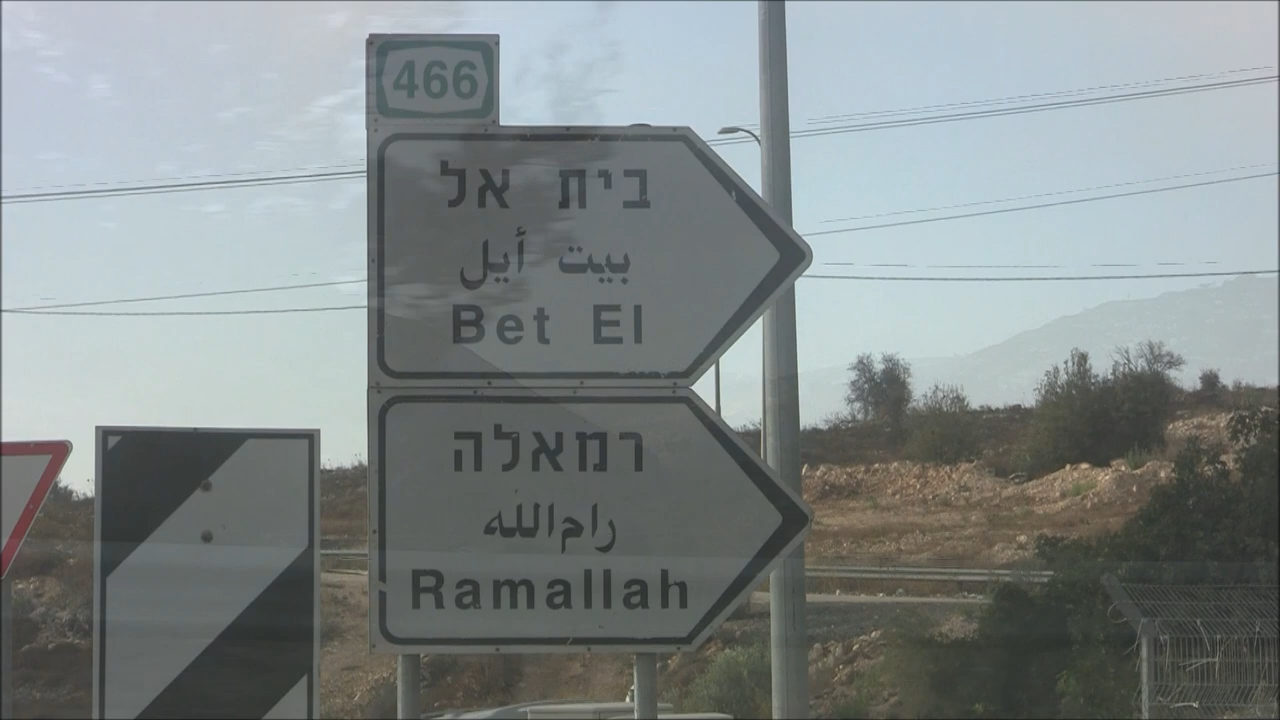 466
בית אל
بيت أيل
Bet El
רמאלה
رام الله
Ramallah